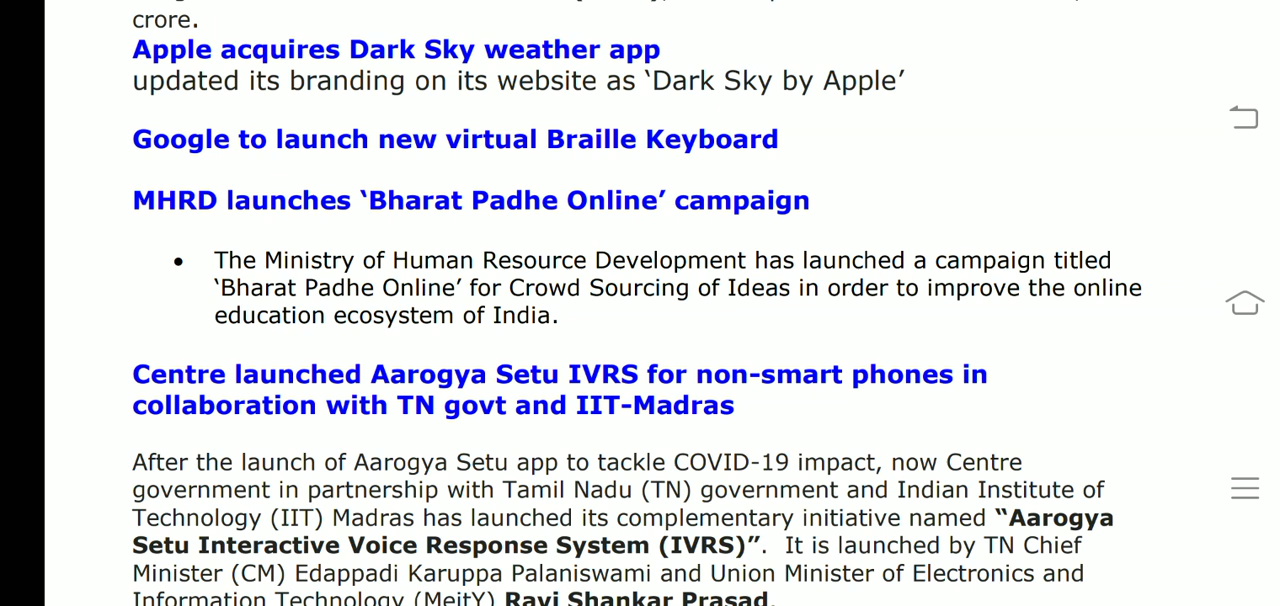 crore.
Apple acquires Dark Sky weather app
updated its branding on its website as ‘Dark Sky by Apple’
Google to launch new virtual Braille Keyboard
MHRD launches ‘Bharat Padhe Online’ campaign
• The Ministry of Human Resource Development has launched a campaign titled
‘Bharat Padhe Online’ for Crowd Sourcing of Ideas in order to improve the online
education ecosystem of India.
Centre launched Aarogya Setu IVRS for non-smart phones in
collaboration with TN govt and IIT-Madras
After the launch of Aarogya Setu app to tackle COVID-19 impact, now Centre
government in partnership with Tamil Nadu (TN) government and Indian Institute of
Technology (IIT) Madras has launched its complementary initiative named “Aarogya
Setu Interactive Voice Response System (IVRS)”. It is launched by TN Chief
Minister (CM) Edappadi Karuppa Palaniswami and Union Minister of Electronics and
Information Technology (MeitY) Ravi Shankar Prasad.